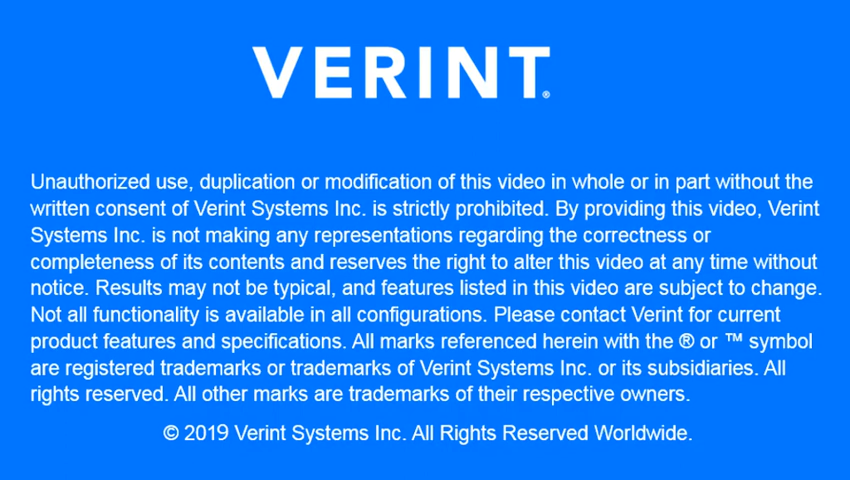 VERINT®
Unauthorized use, duplication or modification of this video in whole or in part without the
written consent of Verint Systems Inc. is strictly prohibited. By providing this video, Verint
Systems Inc. is not making any representations regarding the correctness or
completeness of its contents and reserves the right to alter this video at any time without
notice. Results may not be typical, and features listed in this video are subject to change.
Not all functionality is available in all configurations. Please contact Verint for current
product features and specifications. All marks referenced herein with the ® or ™ symbol
are registered trademarks or trademarks of Verint Systems Inc. or its subsidiaries. All
rights reserved. All other marks are trademarks of their respective owners.
© 2019 Verint Systems Inc. All Rights Reserved Worldwide.